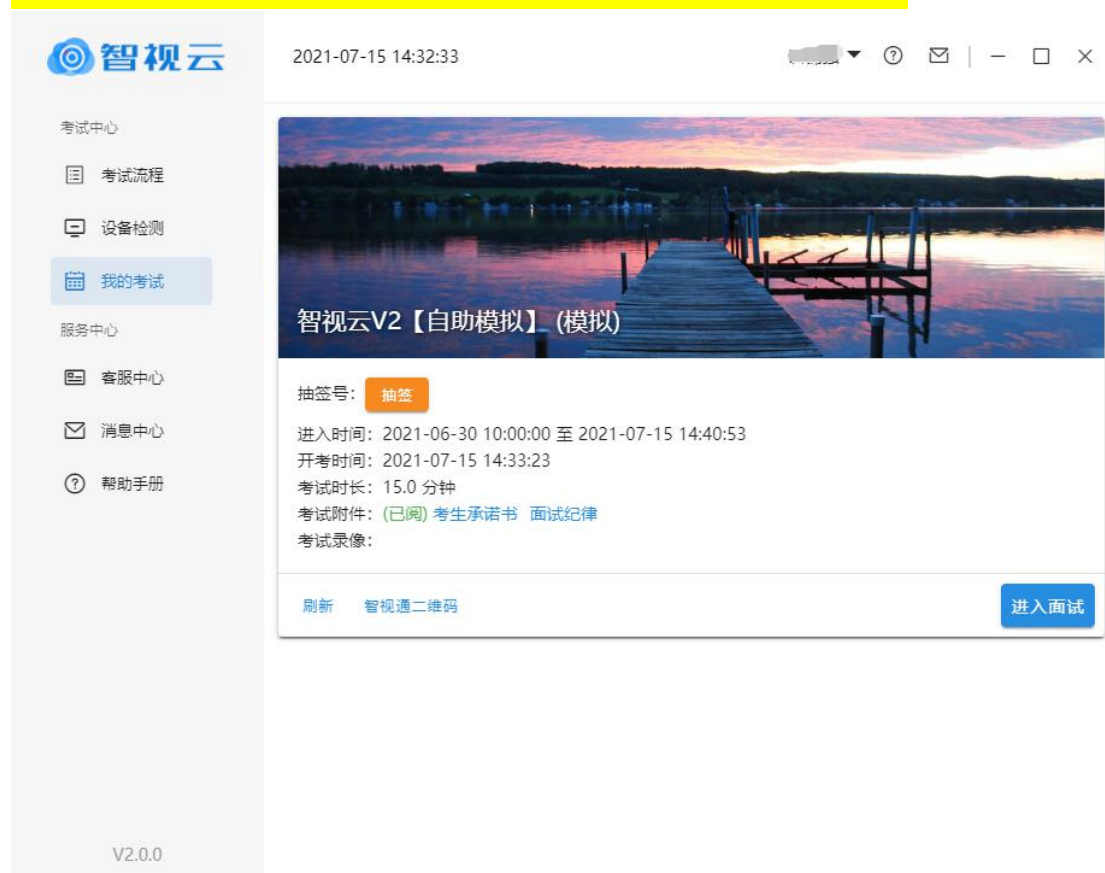 智视云
2021-07-15 14:32:33
考试中心
考试流程
设备检测
我的考试
服务中心
客服中心
消息中心
帮助手册
V2.0.0
智视云V2【自助模拟】 (模拟)
抽签号： 抽签
进入时间：2021-06-30 10:00:00 至 2021-07-15 14:40:53
开考时间：2021-07-15 14:33:23
考试时长：15.0 分钟
考试附件：(已阅) 考生承诺书 面试纪律
考试录像：
刷新 智视通二维码 进入面试